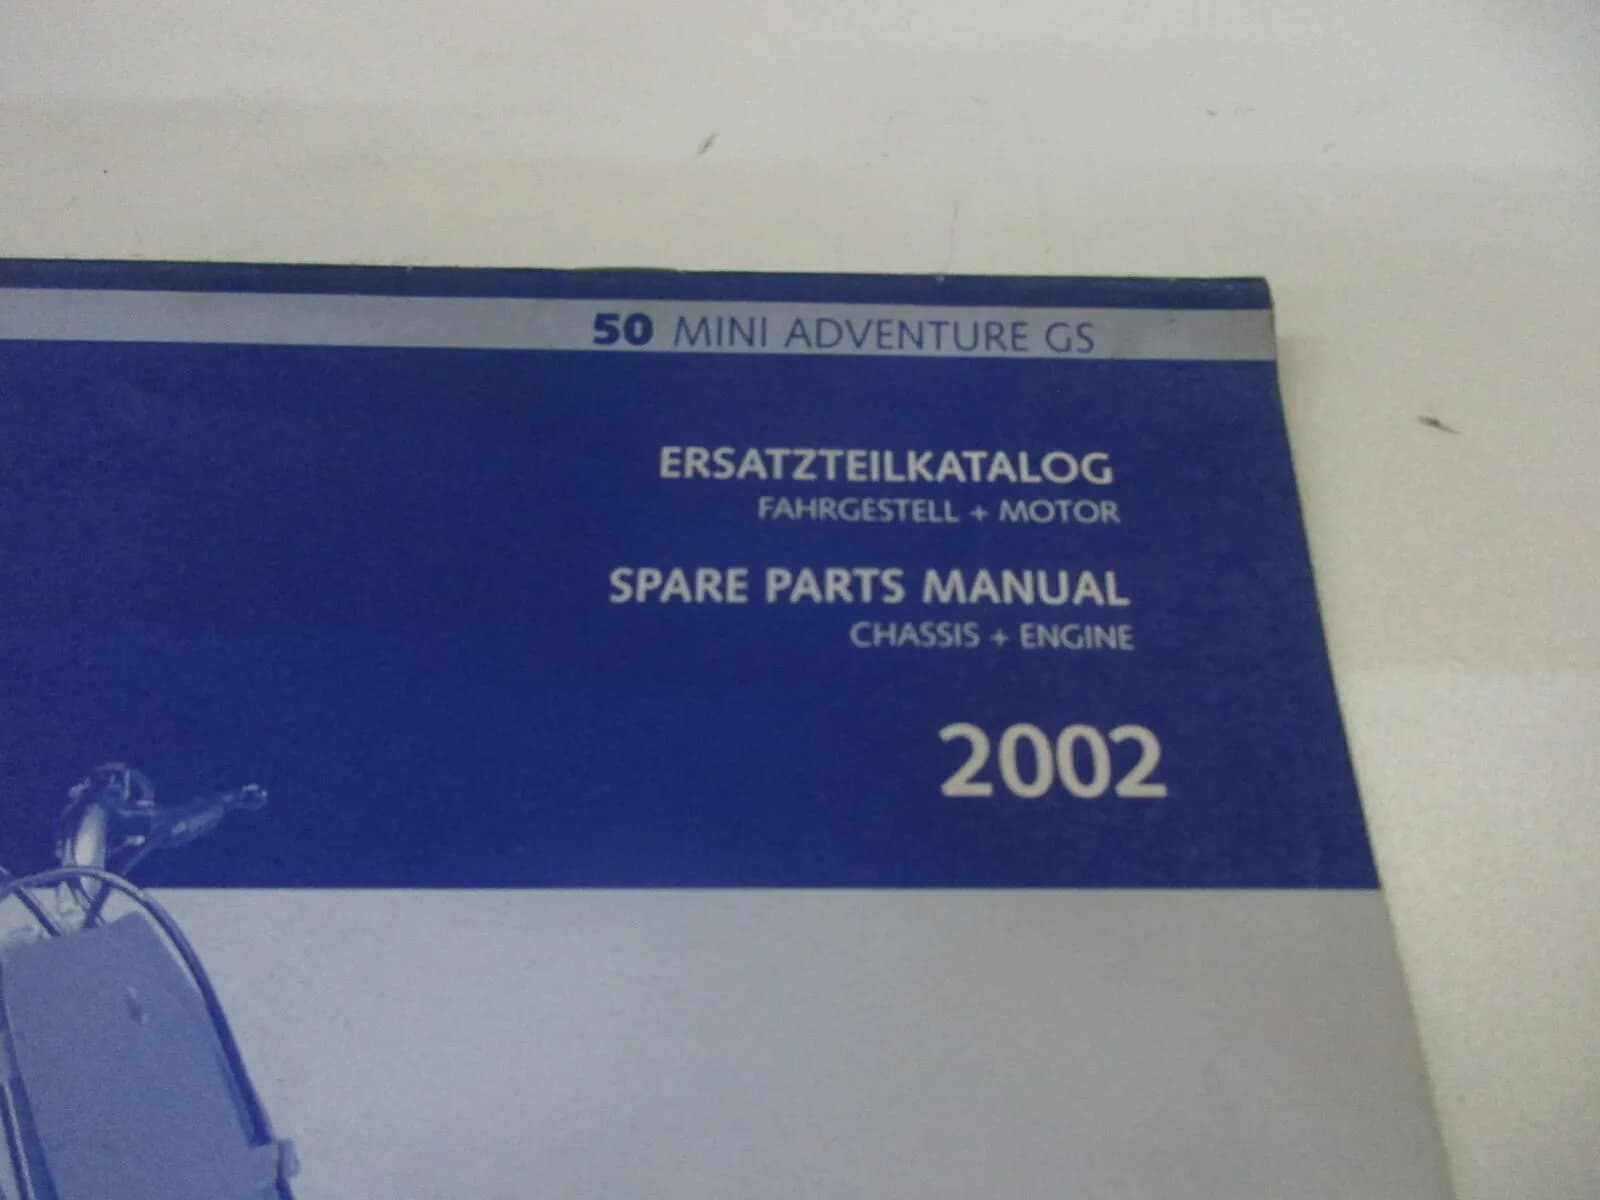 50 MINI ADVENTURE GS
ERSATZTEILKATALOG
FAHRGESTELL + MOTOR
SPARE PARTS MANUAL
CHASSIS + ENGINE
2002